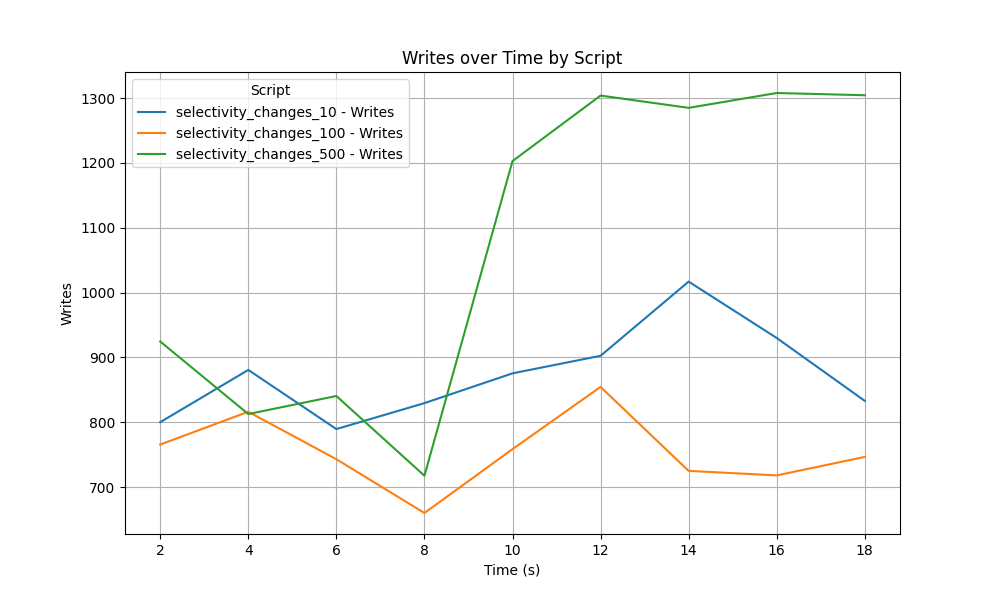 Writes over Time by Script
Script
selectivity_changes_10 - Writes
selectivity_changes_100 - Writes
selectivity_changes_500 - Writes
1300
1200
1100
1000
900
800
700
Writes
2 4 6 8 10 12 14 16 18
Time (s)